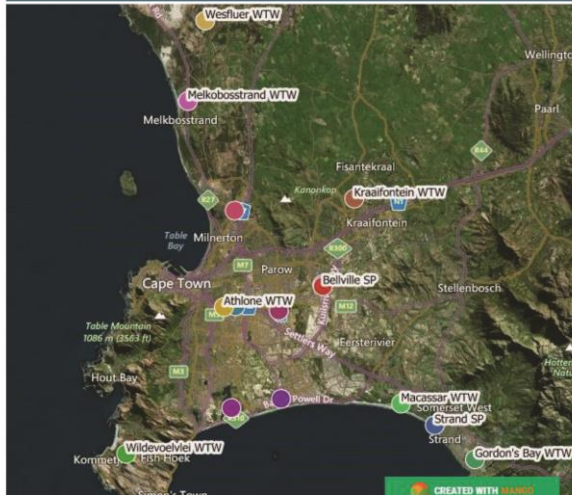 Wesfluer WTW
Melkobosstrand WTW
Melkbosstrand
Wellington
Paarl
R44
Fisantekraal
Kanonkop
Kraaifontein WTW
R27
N1
Kraaifontein
Milnerton
Table
Bay
R300
M7
Parow
Cape Town
Bellville SP
Stellenbosch
Athlone WTW
M12
Table Mountain
1086 m (3563 ft)
Settlers Way
Eersterivier
M3
Hout Bay
Powell Dr
Macassar WTW
Somerset West
Strand SP
Strand
Wildevoelvlei WTW
Fish Hoek
Gordon's Bay WTW
CREATED WITH MANGO